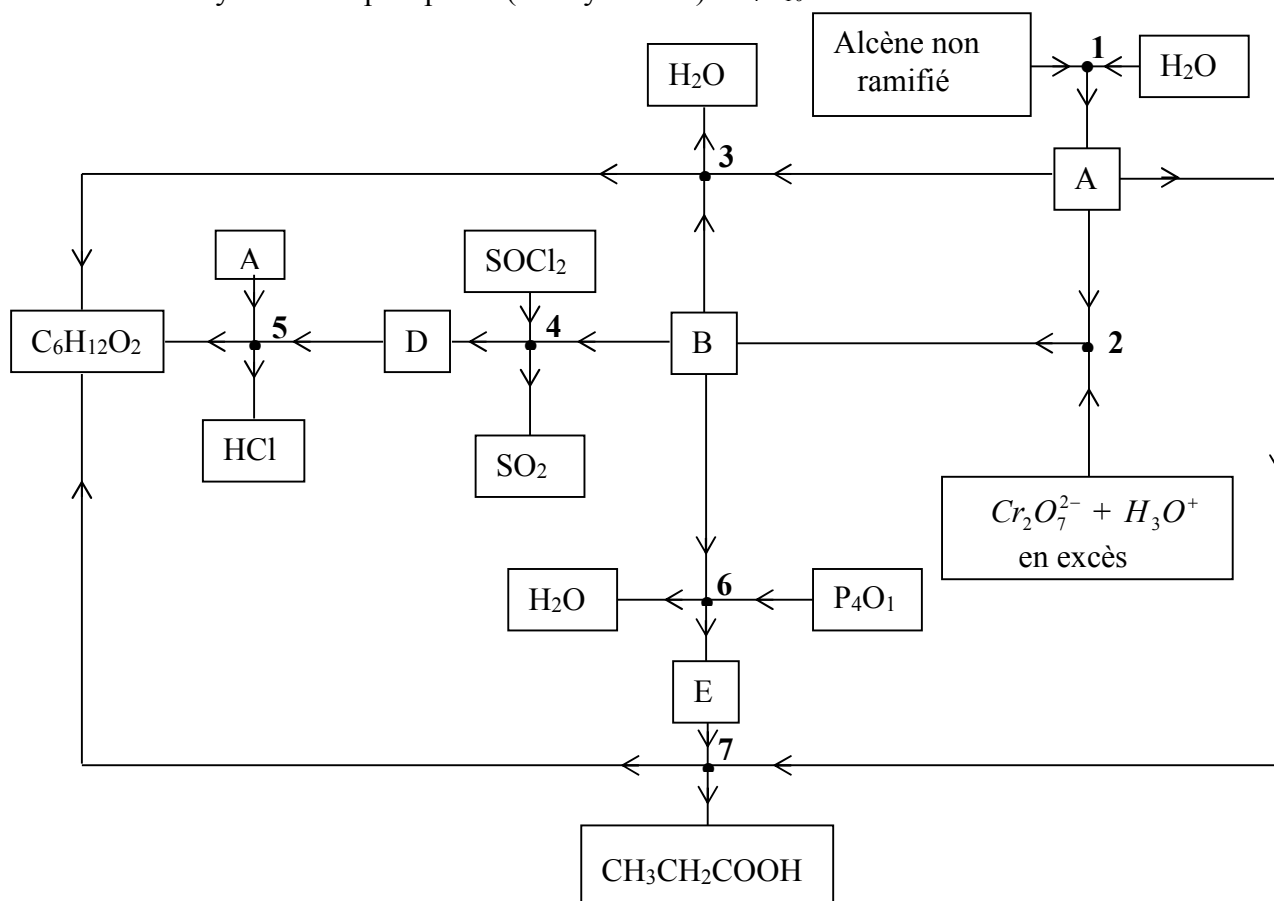 Alcène non
ramifié
1
H₂O
H₂O
3
A
A
SOCl₂
C₆H₁₂O₂
5
D
4
B
2
HCl
SO₂
Cr₂O₇²⁻ + H₃O⁺
en excès
H₂O
6
P₄O₁
E
7
CH₃CH₂COOH